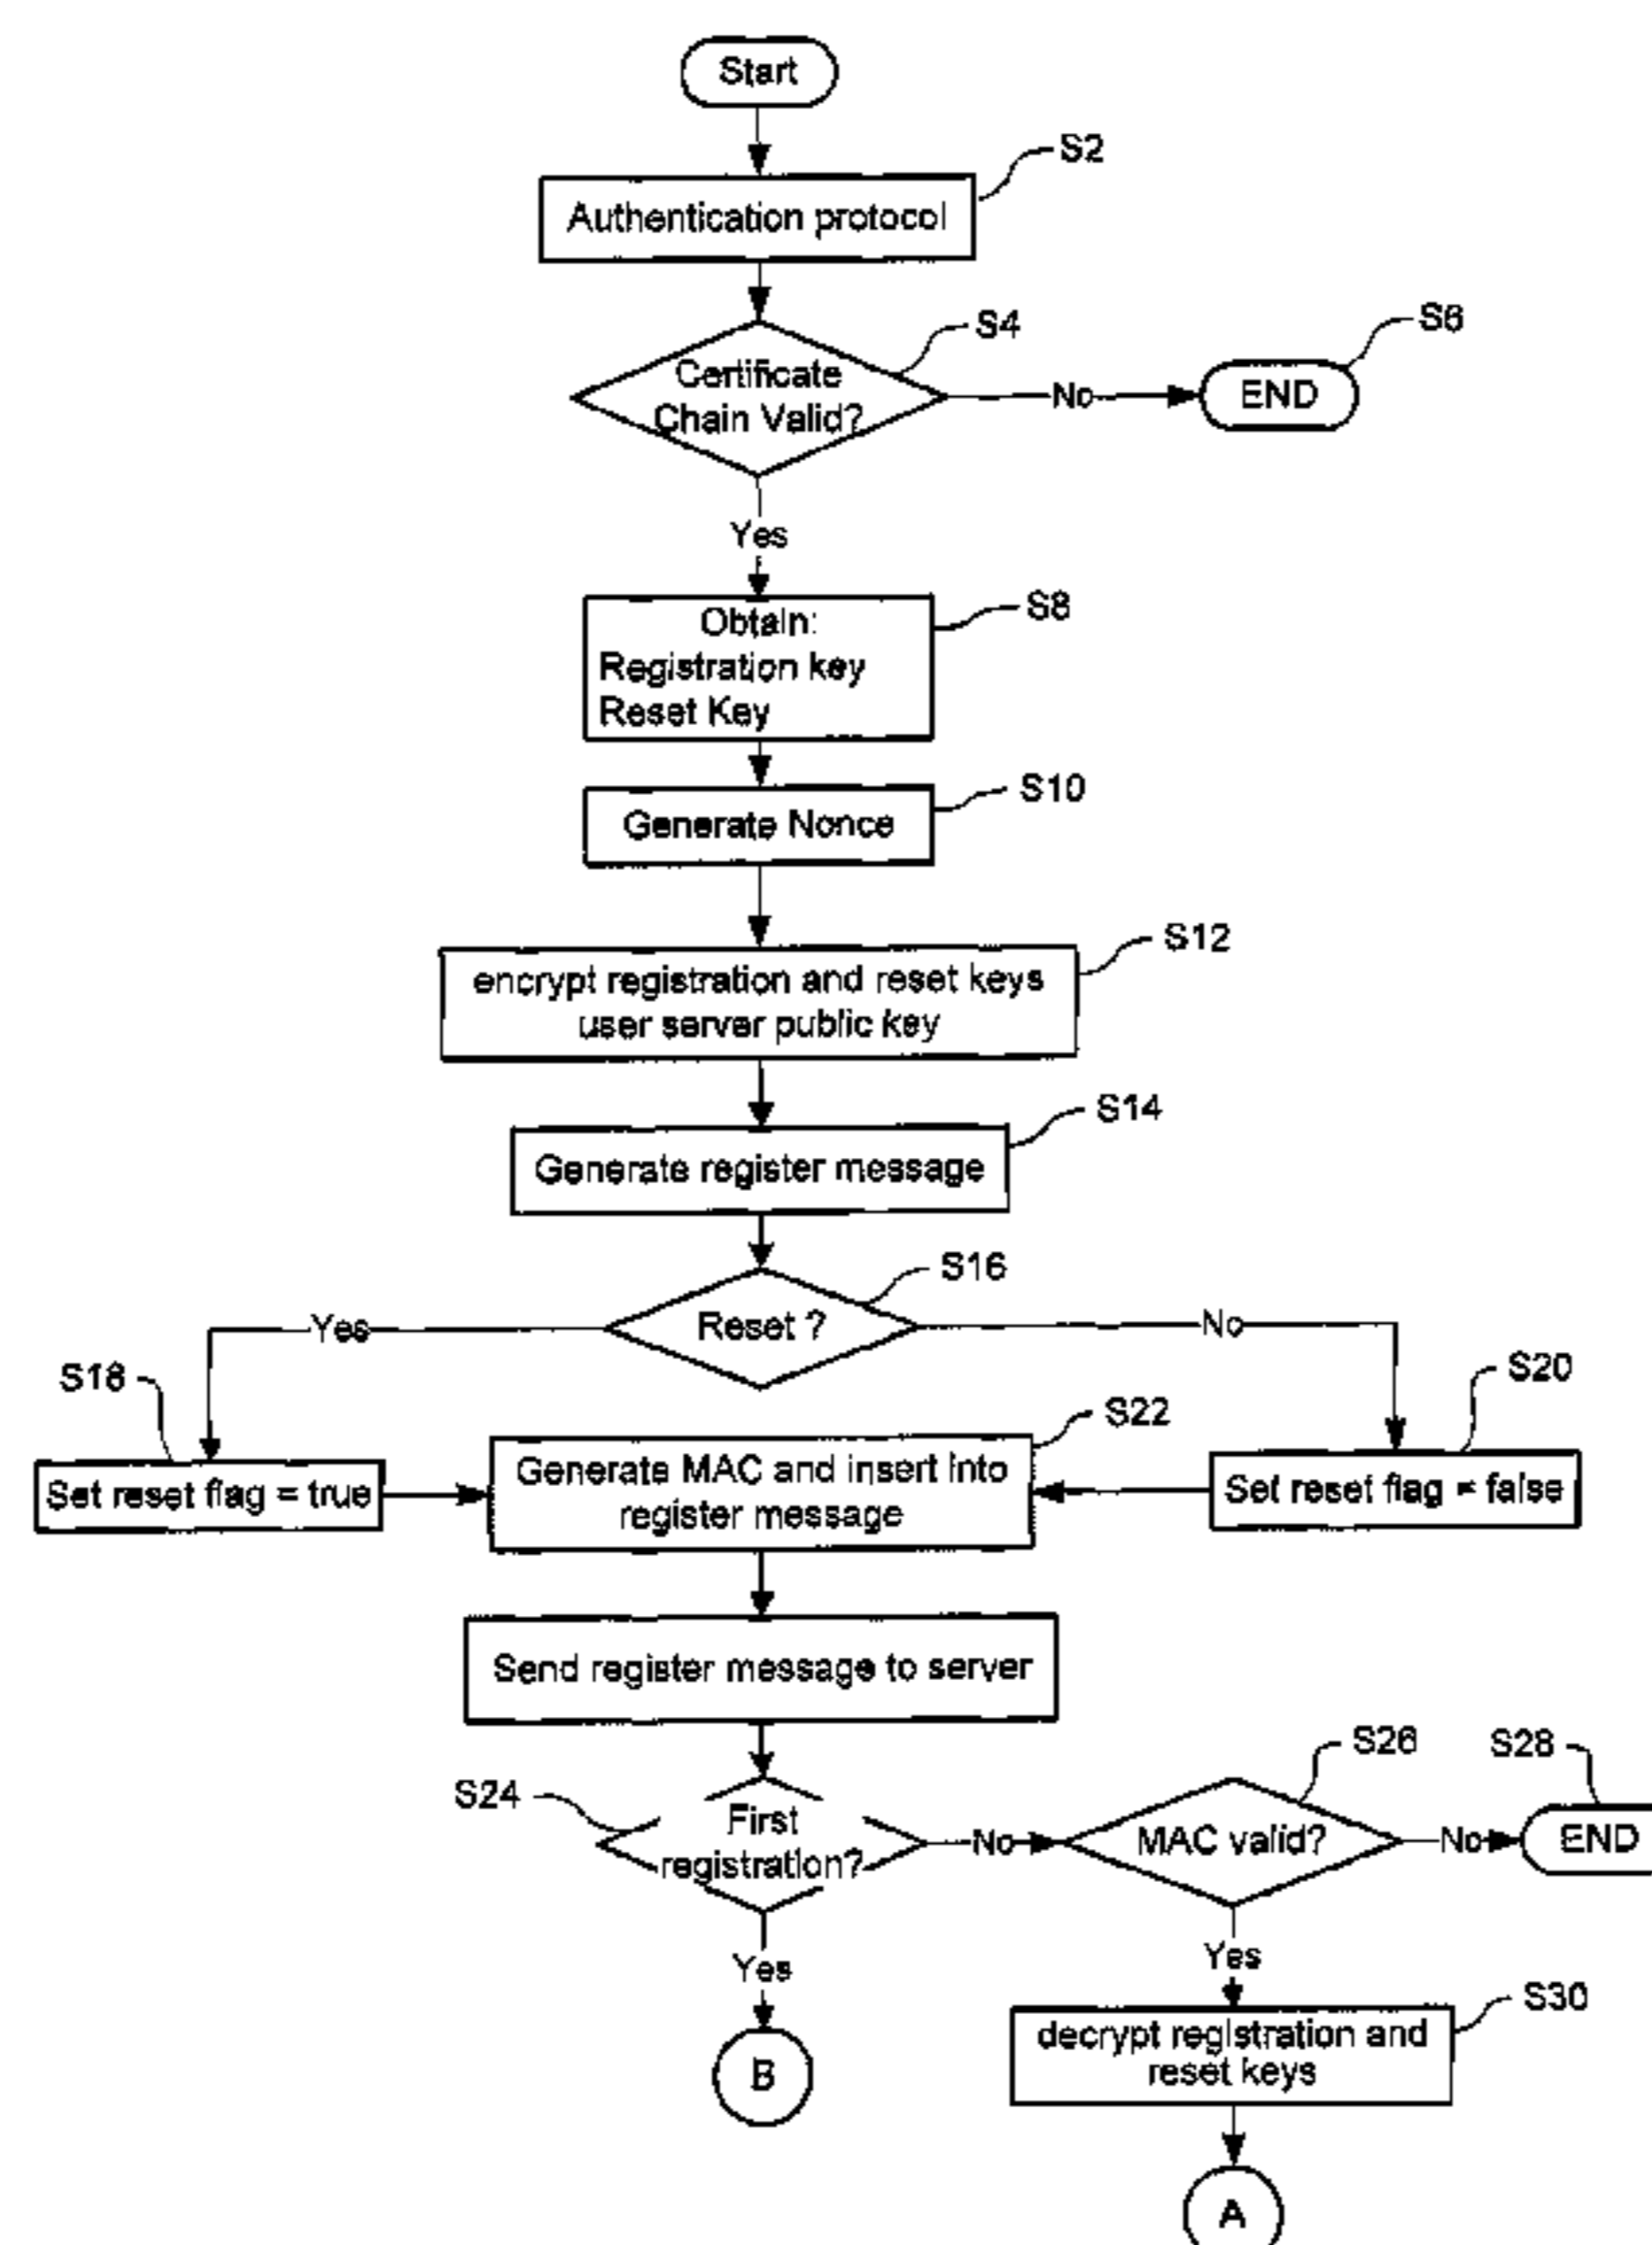 Start
S2
Authentication protocol
S4
Certificate
Chain Valid?
No
S6
END
Yes
S8
Obtain:
Registration key
Reset Key
S10
Generate Nonce
S12
encrypt registration and reset keys
user server public key
S14
Generate register message
S16
Reset ?
Yes
No
S18
S20
S22
Set reset flag = true
Generate MAC and insert into
register message
Set reset flag = false
Send register message to server
S24
First
registration?
No
S26
MAC valid?
No
S28
END
Yes
Yes
S30
decrypt registration and
reset keys
B
A